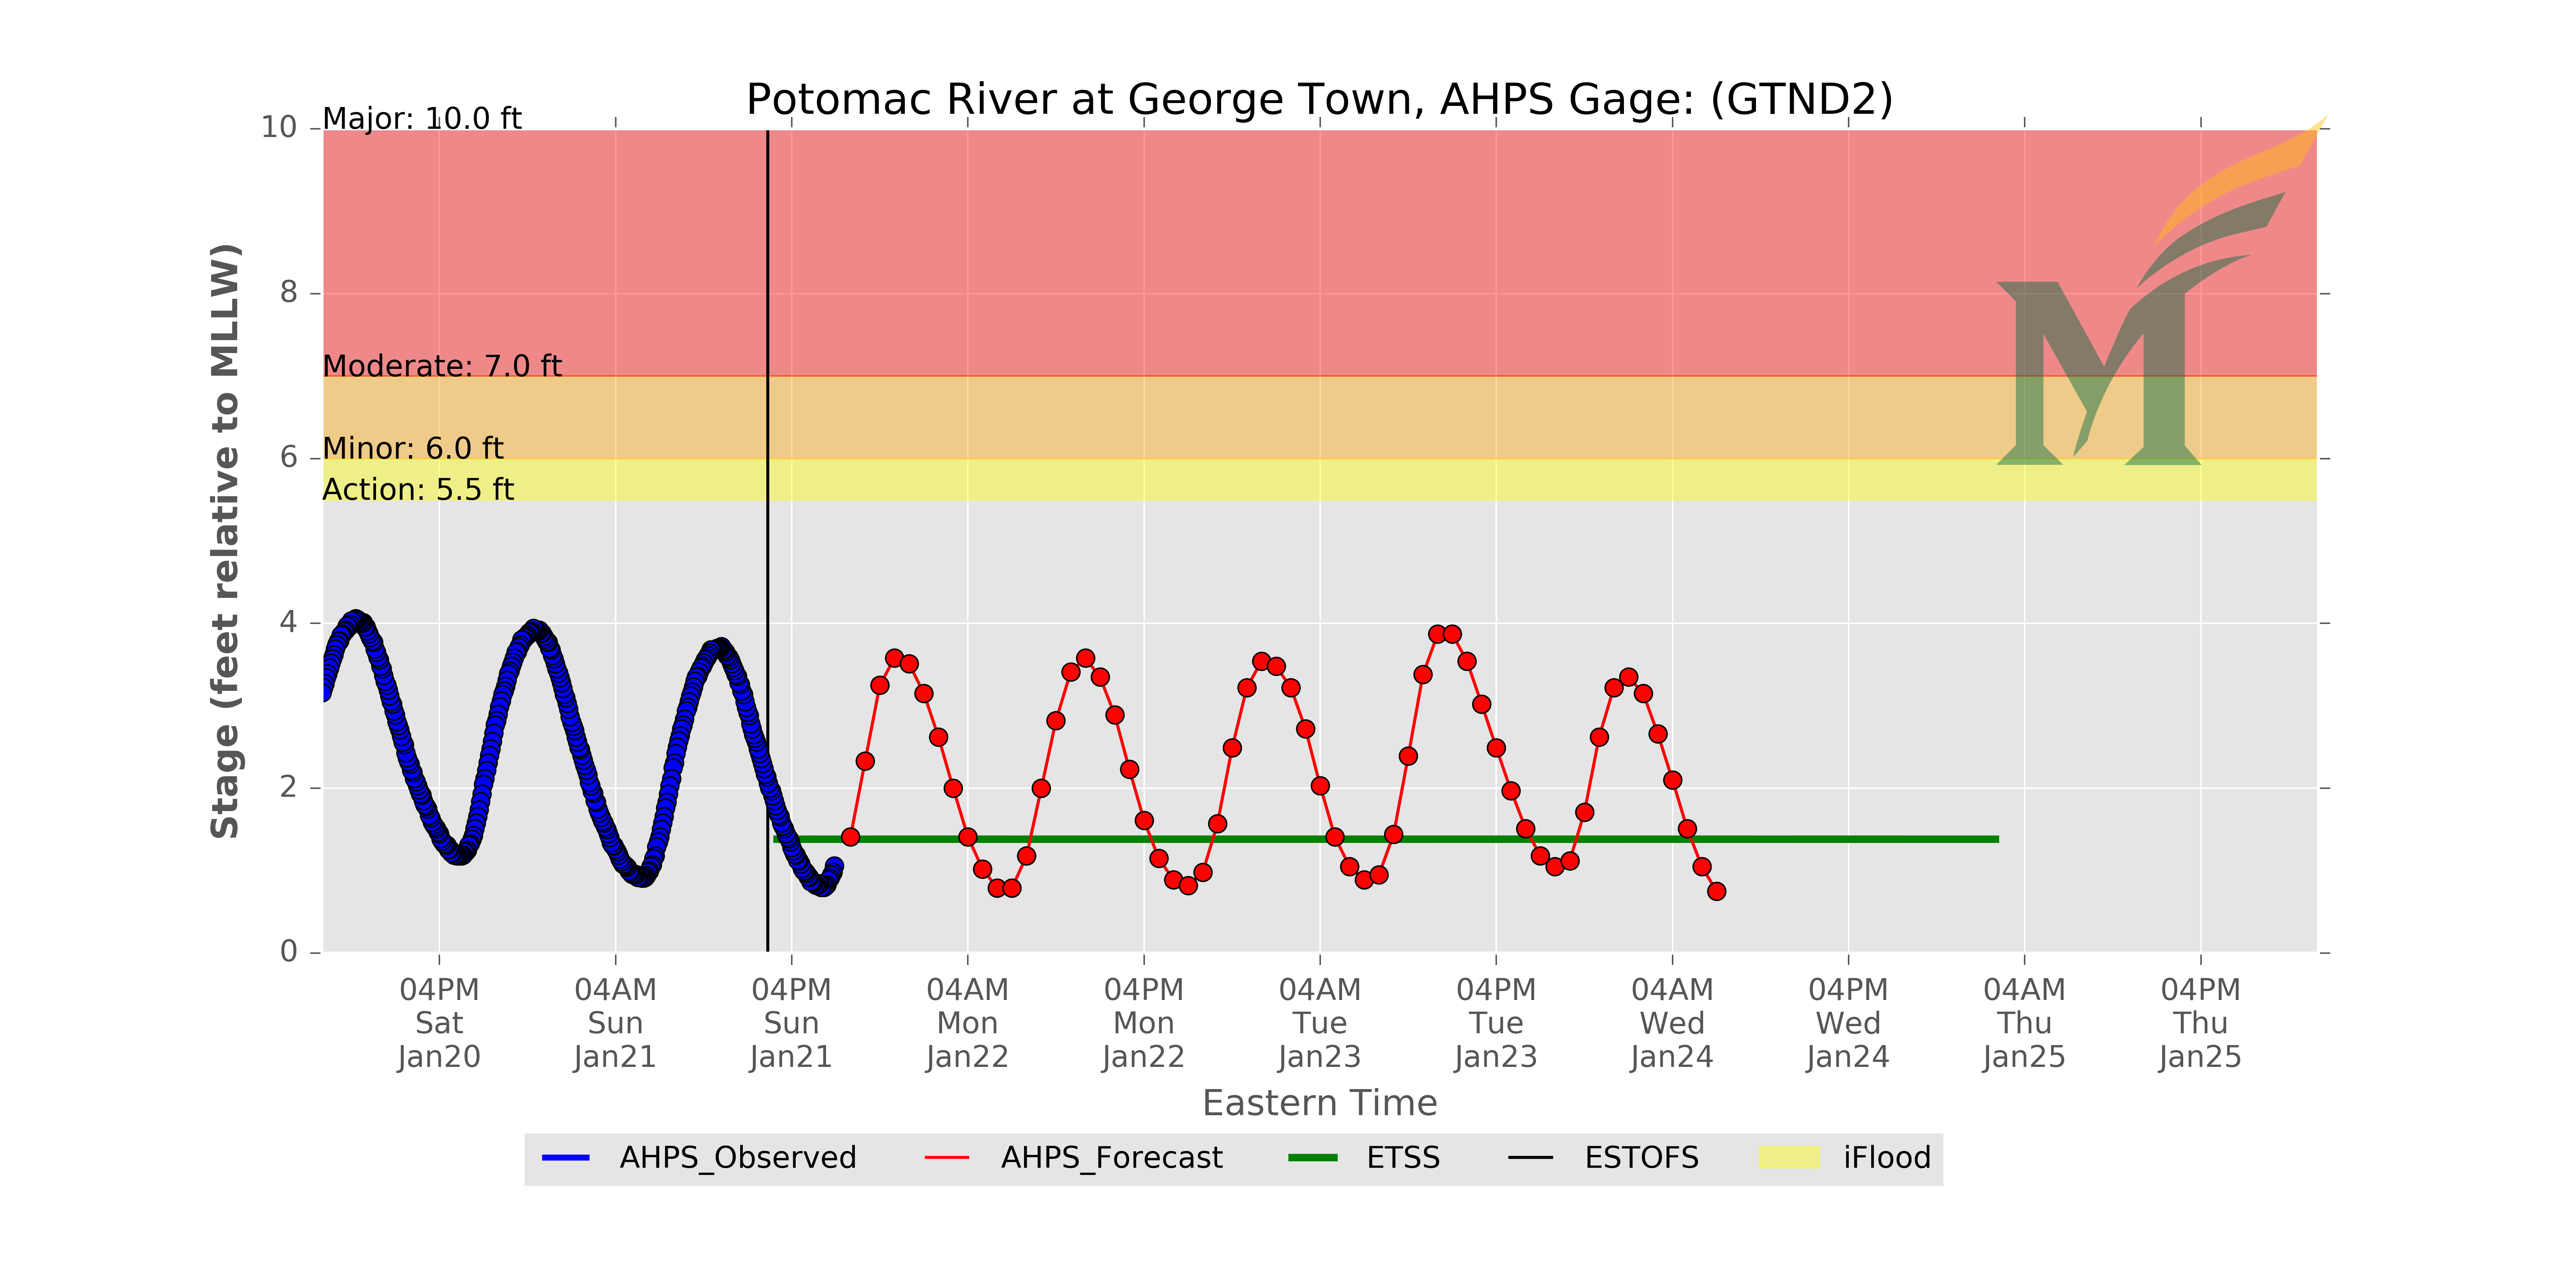 Potomac River at George Town, AHPS Gage: (GTND2)
Major: 10.0 ft
Moderate: 7.0 ft
Minor: 6.0 ft
Action: 5.5 ft
10
8
6
4
2
0
Stage (feet relative to MLLW)
04PM
Sat
Jan20
04AM
Sun
Jan21
04PM
Sun
Jan21
04AM
Mon
Jan22
04PM
Mon
Jan22
04AM
Tue
Jan23
04PM
Tue
Jan23
04AM
Wed
Jan24
04PM
Wed
Jan24
04AM
Thu
Jan25
04PM
Thu
Jan25
Eastern Time
AHPS_Observed
AHPS_Forecast
ETSS
ESTOFS
iFlood
M